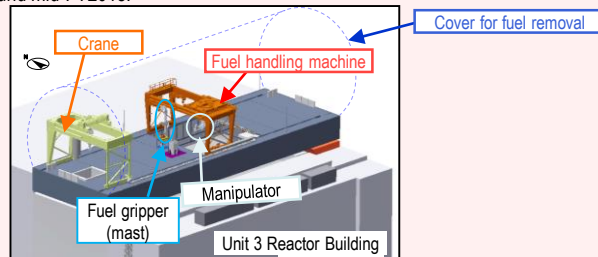 Cover for fuel removal
Crane
N
Fuel handling machine
Manipulator
Fuel gripper
(mast)
Unit 3 Reactor Building